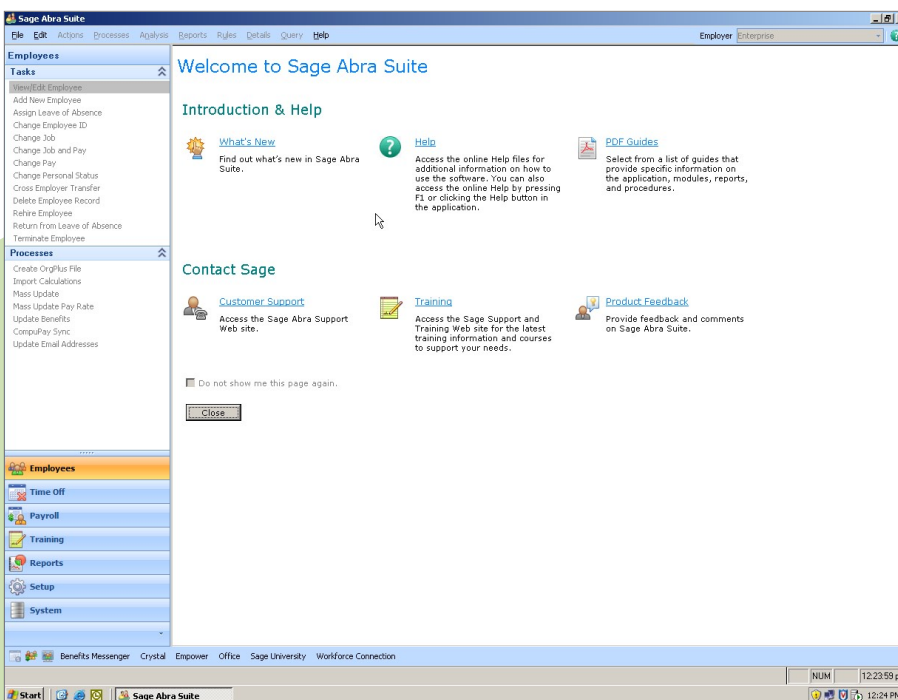 Sage Abra Suite
File Edit Actions Processes Analysis Reports Rules Details Query Help Employer Enterprise
Employees
Tasks
View/Edit Employee
Add New Employee
Assign Leave of Absence
Change Employee ID
Change Job
Change Job and Pay
Change Pay
Change Personal Status
Cross Employer Transfer
Delete Employee Record
Rehire Employee
Return from Leave of Absence
Terminate Employee
Processes
Create OrgPlus File
Import Calculations
Mass Update
Mass Update Pay Rate
Update Benefits
CompuPay Sync
Update Email Addresses
Employees
Time Off
Payroll
Training
Reports
Setup
System
Welcome to Sage Abra Suite
Introduction & Help
What's New
Find out what's new in Sage Abra
Suite.
Help
Access the online Help files for
additional information on how to
use the software. You can also
access the online Help by pressing
F1 or clicking the Help button in
the application.
PDF Guides
Select from a list of guides that
provide specific information on
the application, modules, reports,
and procedures.
Contact Sage
Customer Support
Access the Sage Abra Support
Web site.
Training
Access the Sage Support and
Training Web site for the latest
training information and courses
to support your needs.
Product Feedback
Provide feedback and comments
on Sage Abra Suite.
Do not show me this page again.
Close
Benefits Messenger Crystal Empower Office Sage University Workforce Connection
NUM 12:23:59 p
Start Sage Abra Suite 12:24 PM